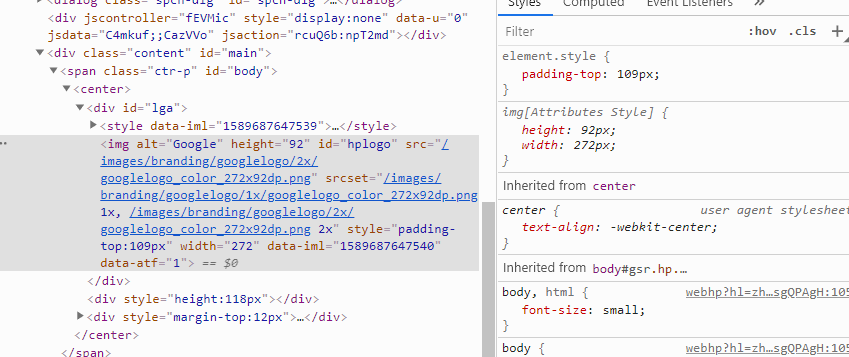 <dialog class="spch-dlg" id="spch-dlg">…</dialog>
<div jscontroller="fEVMic" style="display:none" data-u="0"
jsdata="C4mkuf;;CazVVo" jsaction="rcuQ6b:npT2md"></div>
▼<div class="content" id="main">
▼<span class="ctr-p" id="body">
▼<center>
▼<div id="lga">
▶<style data-iml="1589687647539">…</style>
… <img alt="Google" height="92" id="hplogo" src="/
images/branding/googlelogo/2x/
googlelogo_color_272x92dp.png" srcset="/images/
branding/googlelogo/1x/googlelogo_color_272x92dp.png
1x, /images/branding/googlelogo/2x/
googlelogo_color_272x92dp.png 2x" style="padding-
top:109px" width="272" data-iml="1589687647540"
data-atf="1"> == $0
</div>
<div style="height:118px"></div>
▶<div style="margin-top:12px">…</div>
</center>
</span>
Styles Computed Event Listeners »
Filter :hov .cls +
element.style {
padding-top: 109px;
}
img[Attributes Style] {
height: 92px;
width: 272px;
}
Inherited from center
center { user agent stylesheet
text-align: -webkit-center;
}
Inherited from body#gsr.hp.…
body, html { webhp?hl=zh…sgQPAgH:105
font-size: small;
}
body { webhp?hl=zh…sgQPAgH:105